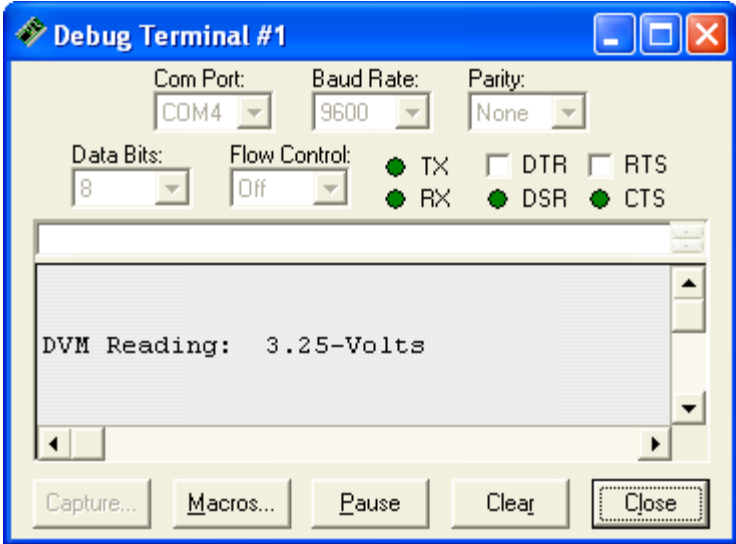 Debug Terminal #1
Com Port: Baud Rate: Parity:
COM4 9600 None
Data Bits: Flow Control: TX DTR RTS
8 Off RX DSR CTS
DVM Reading: 3.25-Volts
Capture... Macros... Pause Clear Close